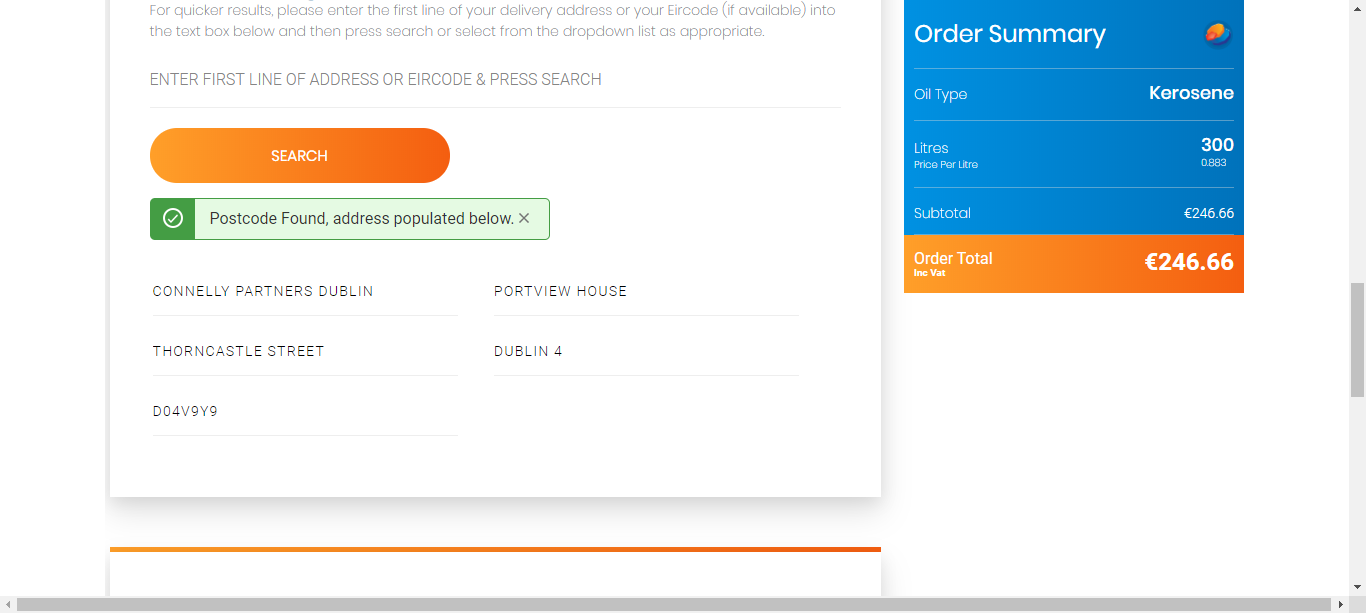 For quicker results, please enter the first line of your delivery address or your Eircode (if available) into
the text box below and then press search or select from the dropdown list as appropriate.
ENTER FIRST LINE OF ADDRESS OR EIRCODE & PRESS SEARCH
SEARCH
Postcode Found, address populated below. ×
CONNELLY PARTNERS DUBLIN
PORTVIEW HOUSE
THORNCASTLE STREET
DUBLIN 4
D04V9Y9
Order Summary
Oil Type Kerosene
Litres 300
Price Per Litre 0.883
Subtotal €246.66
Order Total €246.66
Inc Vat